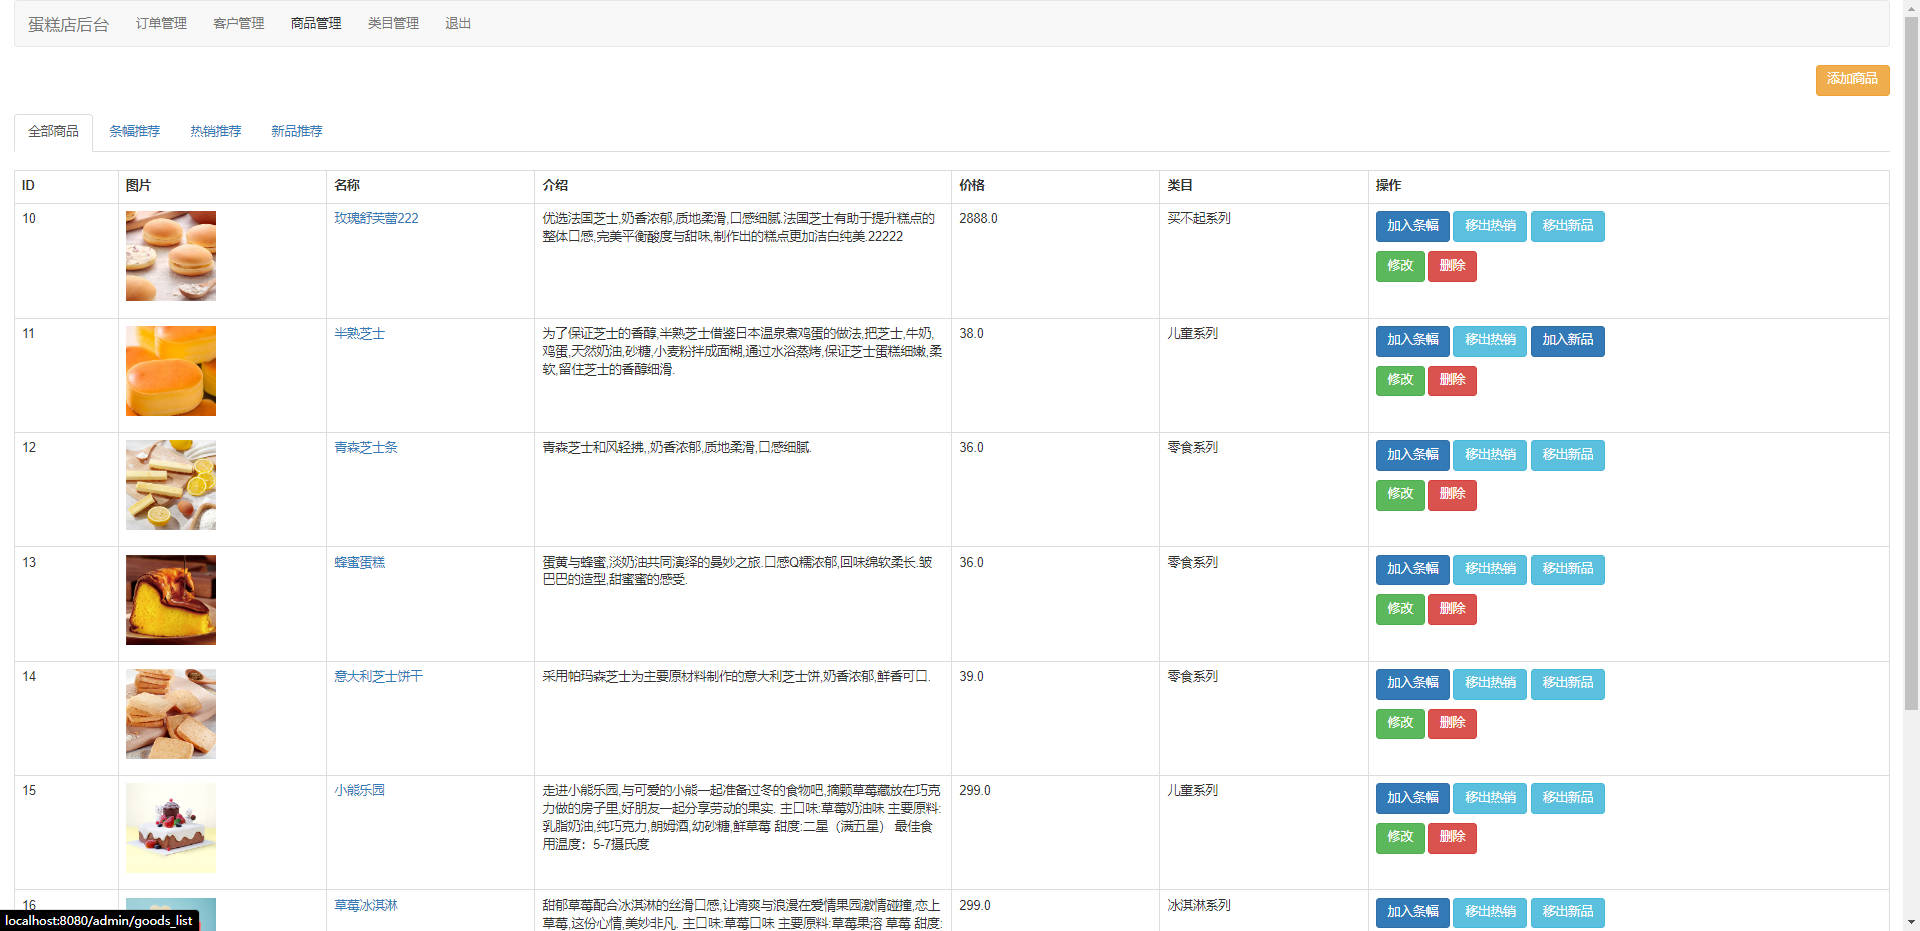 蛋糕店后台 订单管理 客户管理 商品管理 类目管理 退出
添加商品
全部商品 条幅推荐 热销推荐 新品推荐
ID 图片 名称 介绍 价格 类目 操作
10 玫瑰舒芙蕾222 优选法国芝士,奶香浓郁,质地柔滑,口感细腻.法国芝士有助于提升糕点的 2888.0 买不起系列 加入条幅 移出热销 移出新品
整体口感,完美平衡酸度与甜味,制作出的糕点更加洁白纯美.22222
修改 删除
11 半熟芝士 为了保证芝士的香醇,半熟芝士借鉴日本温泉煮鸡蛋的做法,把芝士,牛奶, 38.0 儿童系列 加入条幅 移出热销 加入新品
鸡蛋,天然奶油,砂糖,小麦粉拌成面糊,通过水浴蒸烤,保证芝士蛋糕细嫩,柔
软,留住芝士的香醇细滑.
修改 删除
12 青森芝士条 青森芝士和风轻拂,,奶香浓郁,质地柔滑,口感细腻. 36.0 零食系列 加入条幅 移出热销 移出新品
修改 删除
13 蜂蜜蛋糕 蛋黄与蜂蜜,淡奶油共同演绎的曼妙之旅.口感Q糯浓郁,回味绵软柔长.皱 36.0 零食系列 加入条幅 移出热销 移出新品
巴巴的造型,甜蜜蜜的感受.
修改 删除
14 意大利芝士饼干 采用帕玛森芝士为主要原材料制作的意大利芝士饼,奶香浓郁,鲜香可口. 39.0 零食系列 加入条幅 移出热销 移出新品
修改 删除
15 小熊乐园 走进小熊乐园,与可爱的小熊一起准备过冬的食物吧,摘颗草莓藏放在巧克 299.0 儿童系列 加入条幅 移出热销 移出新品
力做的房子里,好朋友一起分享劳动的果实. 主口味:草莓奶油味 主要原料:
乳脂奶油,纯巧克力,朗姆酒,幼砂糖,鲜草莓 甜度:二星（满五星） 最佳食
用温度：5-7摄氏度
修改 删除
16 草莓冰淇淋 甜郁草莓配合冰淇淋的丝滑口感,让清爽与浪漫在爱情果园激情碰撞,恋上 299.0 冰淇淋系列 加入条幅 移出热销 移出新品
草莓,这份心情,美妙非凡. 主口味:草莓口味 主要原料:草莓果溶 草莓 甜度:
localhost:8080/admin/goods_list